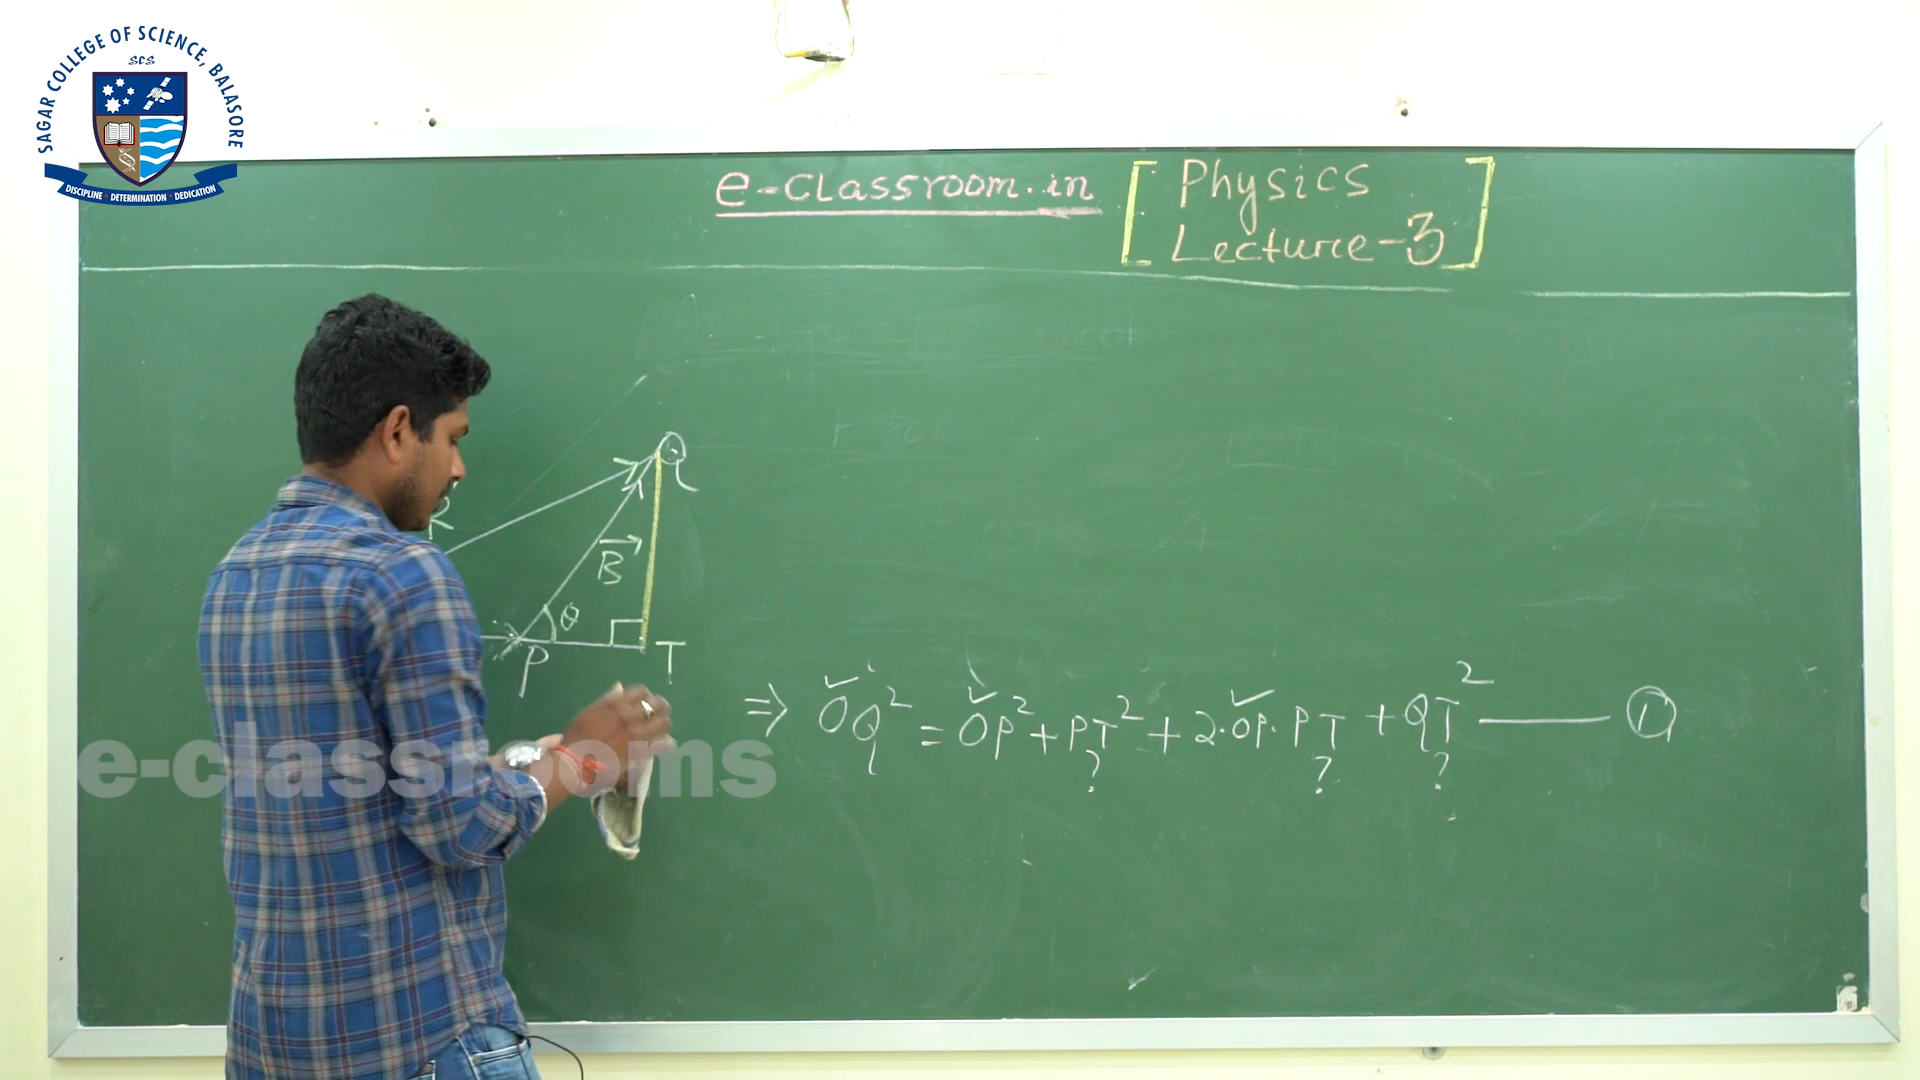 SAGAR COLLEGE OF SCIENCE, BALASORE
SCS
DISCIPLINE • DETERMINATION • DEDICATION
e-classroom.in
[Physics
Lecture-3]
Q
R
B
θ
P
T
⇒ OQ² = OP² + PT² + 2·OP·PT + QT² —— ①
? ? ?
e-classrooms